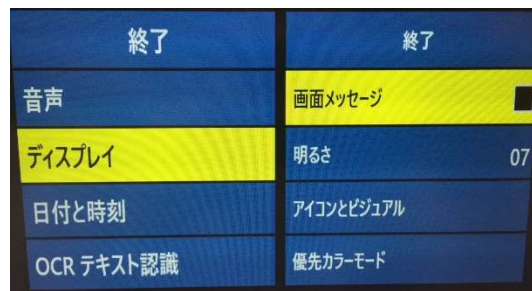 終了
音声
ディスプレイ
日付と時刻
OCR テキスト認識
終了
画面メッセージ
明るさ 07
アイコンとビジュアル
優先カラーモード